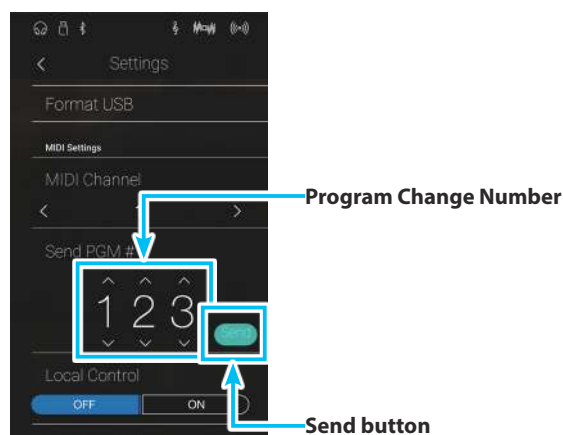 Settings
Format USB
MIDI Settings
MIDI Channel
Program Change Number
Send PGM #
1 2 3
Send
Local Control
OFF ON
Send button